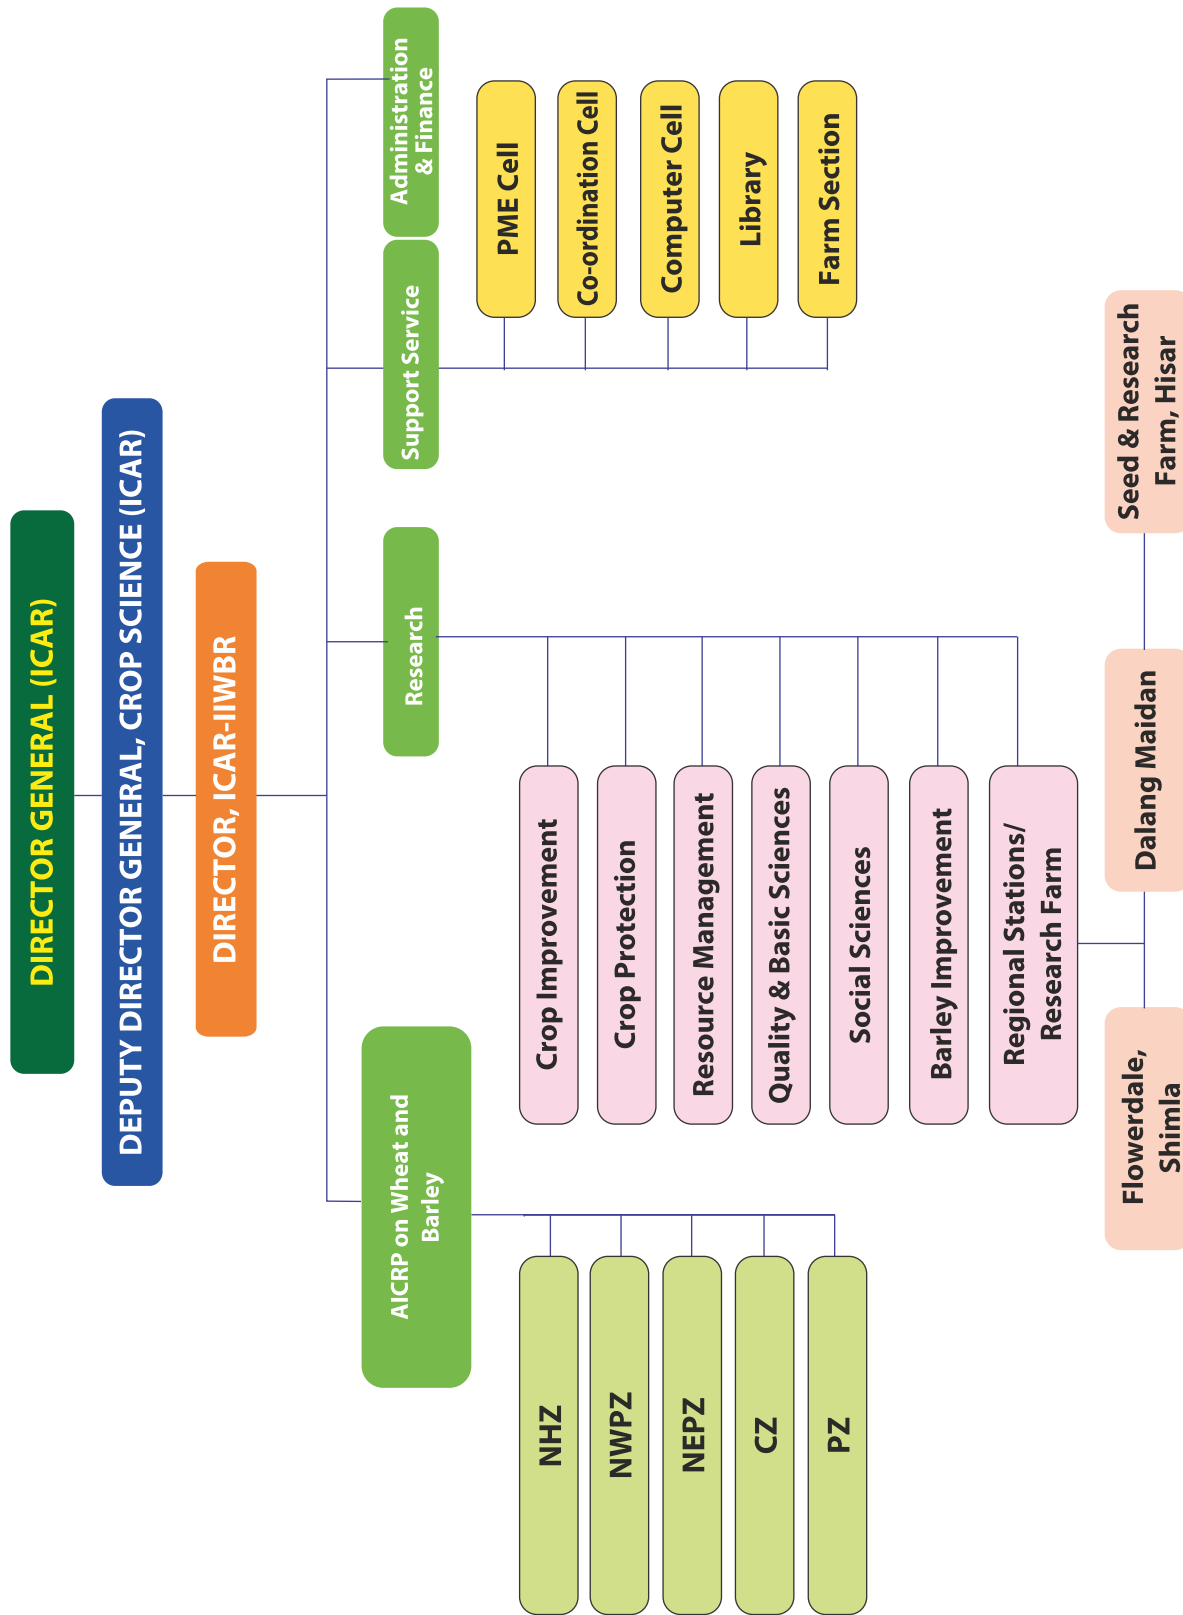 DIRECTOR GENERAL (ICAR)
DEPUTY DIRECTOR GENERAL, CROP SCIENCE (ICAR)
DIRECTOR, ICAR-IIWBR
AICRP on Wheat and
Barley
Research
Support Service
Administration
& Finance
NHZ
NWPZ
NEPZ
CZ
PZ
Crop Improvement
Crop Protection
Resource Management
Quality & Basic Sciences
Social Sciences
Barley Improvement
Regional Stations/
Research Farm
PME Cell
Co-ordination Cell
Computer Cell
Library
Farm Section
Flowerdale,
Shimla
Dalang Maidan
Seed & Research
Farm, Hisar